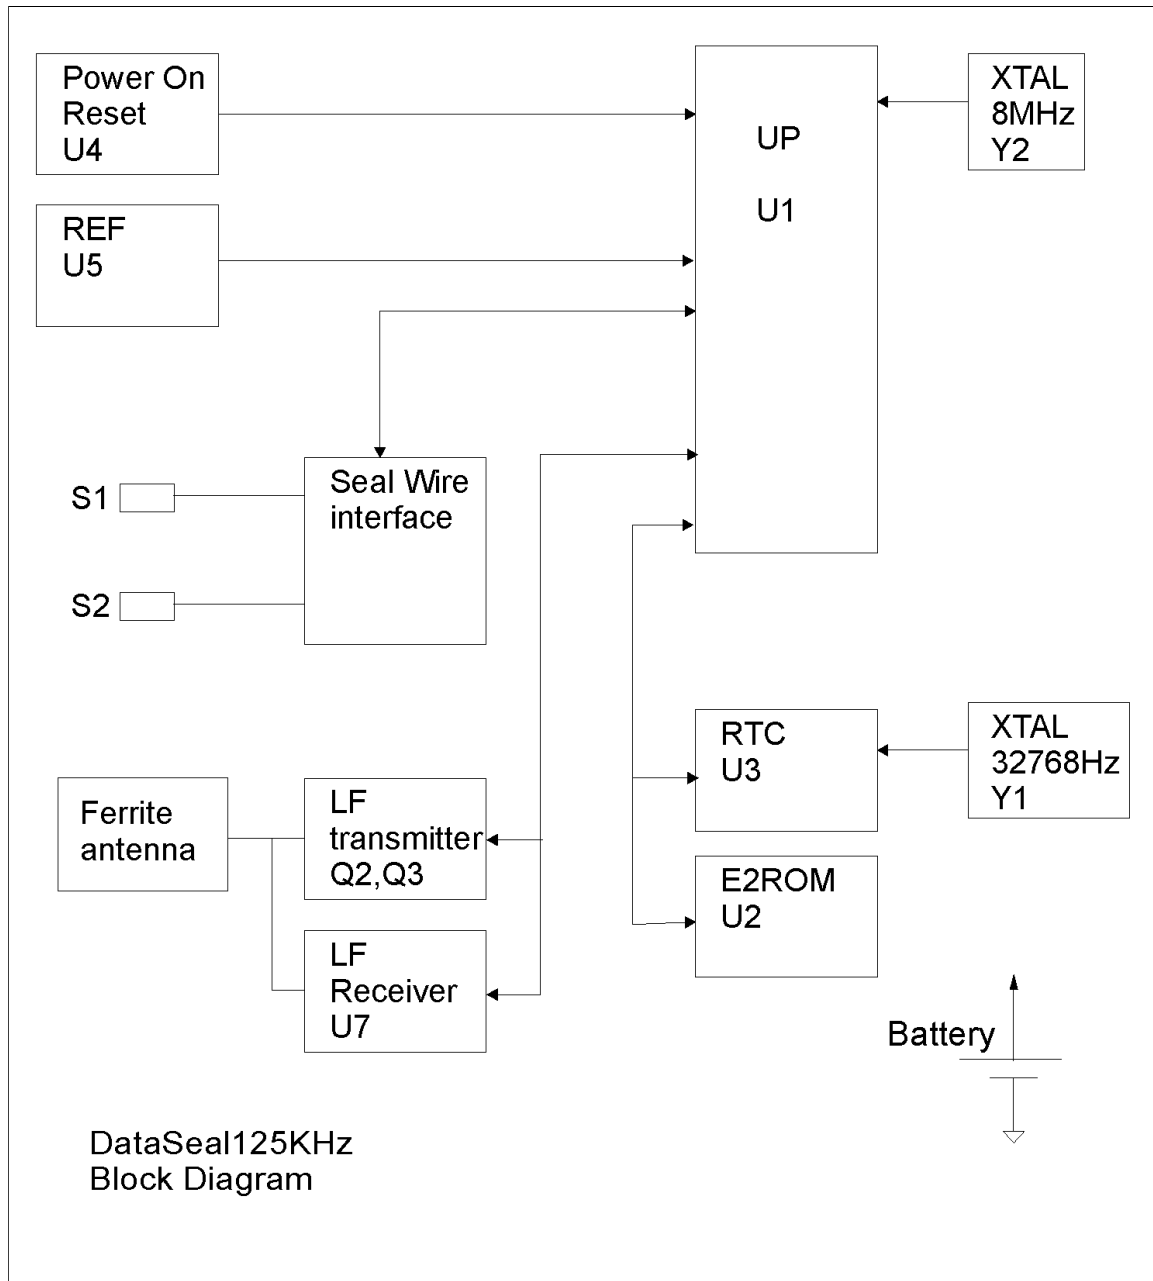 Power On
Reset
U4
UP
U1
XTAL
8MHz
Y2
REF
U5
Seal Wire
interface
S1
S2
RTC
U3
XTAL
32768Hz
Y1
Ferrite
antenna
LF
transmitter
Q2,Q3
E2ROM
U2
LF
Receiver
U7
Battery
DataSeal125KHz
Block Diagram